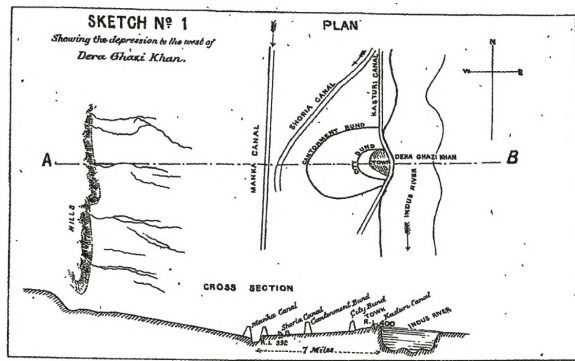 SKETCH Nº 1
Showing the depression to the west of
Dera Ghazi Khan.
PLAN
N
W
E
A
B
HILLS
MANKA CANAL
SHORIA CANAL
CANTONMENT BUND
CITY BUND
TOWN
KASTURI CANAL
DERA GHAZI KHAN
INDUS RIVER
CROSS SECTION
Manka Canal
R.L 392
Shoria Canal
Cantonment Bund
City Bund
TOWN
R.L 400
Kasturi Canal
INDUS RIVER
7 Miles